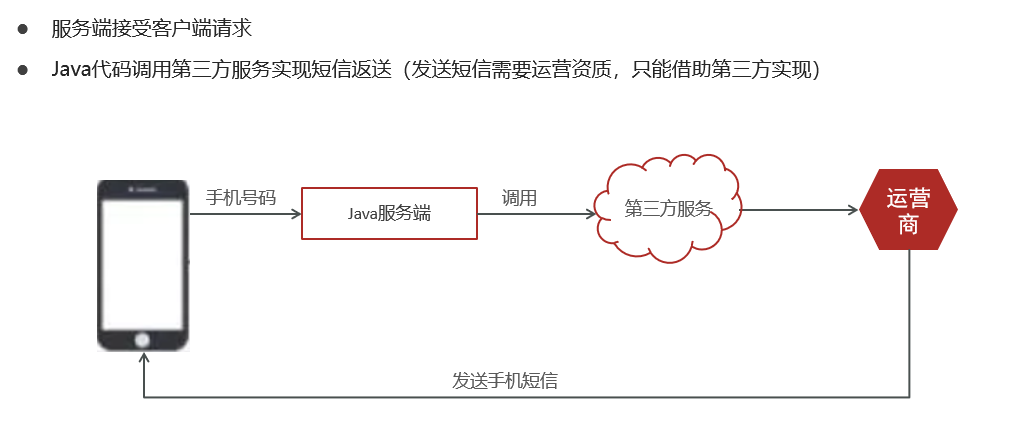 ● 服务端接受客户端请求
● Java代码调用第三方服务实现短信返送（发送短信需要运营资质，只能借助第三方实现）
手机号码
Java服务端
调用
第三方服务
运营
商
发送手机短信